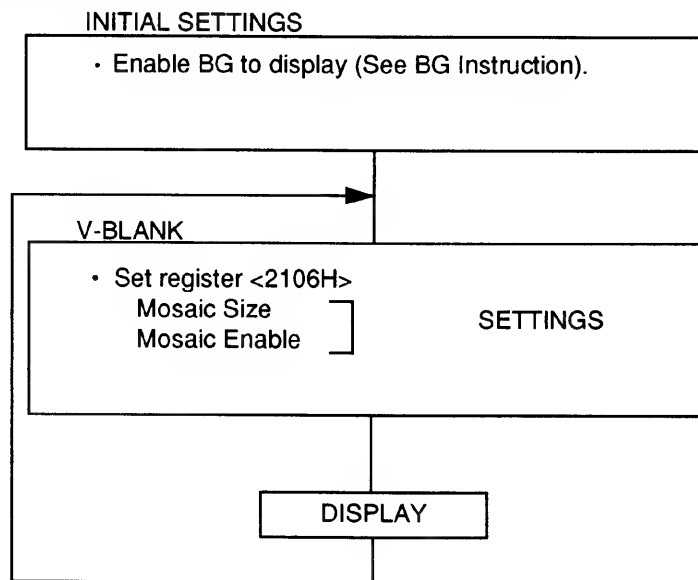 INITIAL SETTINGS
• Enable BG to display (See BG Instruction).
V-BLANK
• Set register <2106H>
Mosaic Size
Mosaic Enable
SETTINGS
DISPLAY